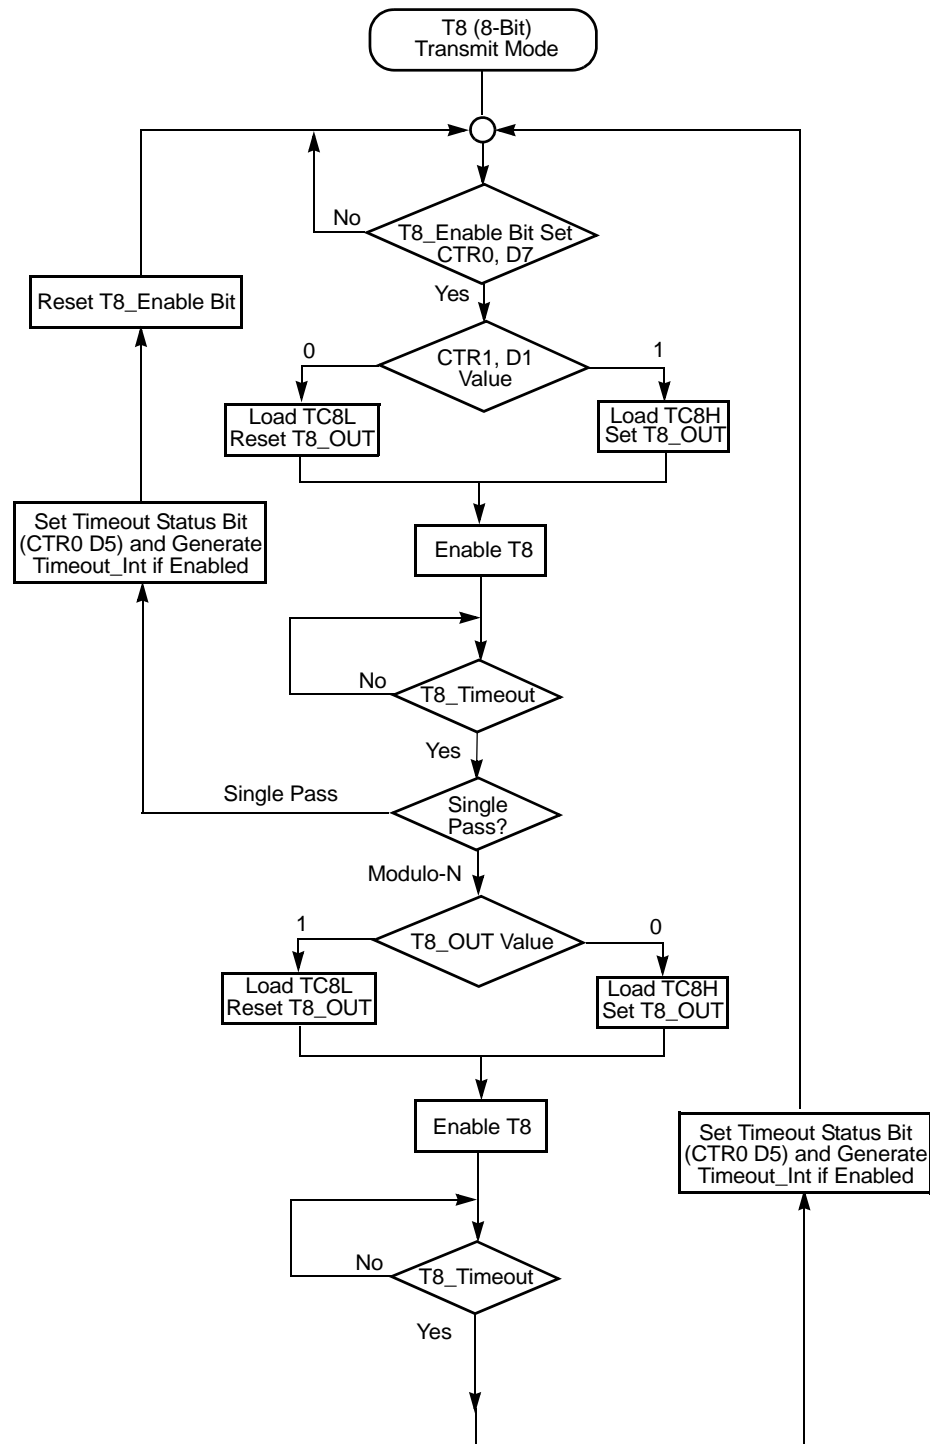 T8 (8-Bit)
Transmit Mode
No
T8_Enable Bit Set
CTR0, D7
Yes
Reset T8_Enable Bit
0
CTR1, D1
Value
1
Load TC8L
Reset T8_OUT
Load TC8H
Set T8_OUT
Set Timeout Status Bit
(CTR0 D5) and Generate
Timeout_Int if Enabled
Enable T8
No
T8_Timeout
Yes
Single Pass
Single
Pass?
Modulo-N
1
T8_OUT Value
0
Load TC8L
Reset T8_OUT
Load TC8H
Set T8_OUT
Enable T8
Set Timeout Status Bit
(CTR0 D5) and Generate
Timeout_Int if Enabled
No
T8_Timeout
Yes